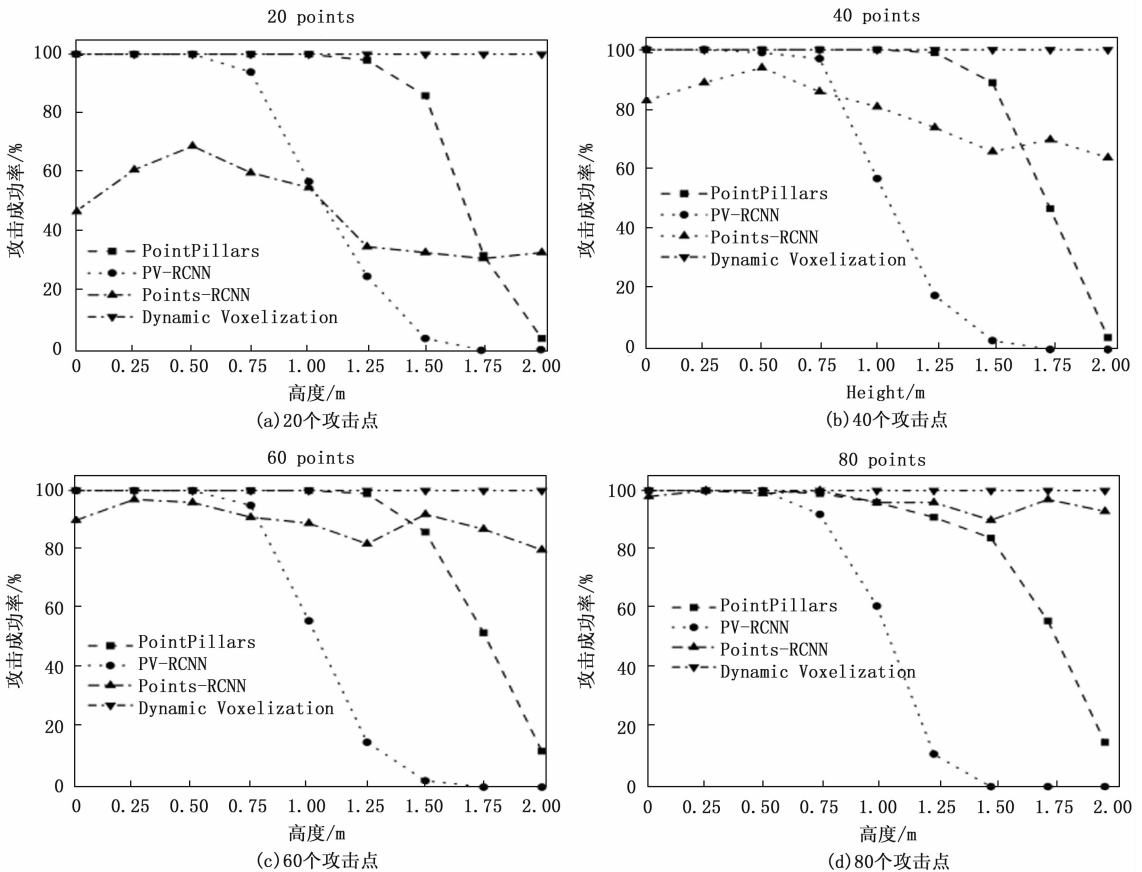 20 points
攻击成功率/%
100
80
60
40
20
0
PointPillars
PV-RCNN
Points-RCNN
Dynamic Voxelization
0 0.25 0.50 0.75 1.00 1.25 1.50 1.75 2.00
高度/m
(a)20个攻击点
40 points
攻击成功率/%
100
80
60
40
20
0
PointPillars
PV-RCNN
Points-RCNN
Dynamic Voxelization
0 0.25 0.50 0.75 1.00 1.25 1.50 1.75 2.00
Height/m
(b)40个攻击点
60 points
攻击成功率/%
100
80
60
40
20
0
PointPillars
PV-RCNN
Points-RCNN
Dynamic Voxelization
0 0.25 0.50 0.75 1.00 1.25 1.50 1.75 2.00
高度/m
(c)60个攻击点
80 points
攻击成功率/%
100
80
60
40
20
0
PointPillars
PV-RCNN
Points-RCNN
Dynamic Voxelization
0 0.25 0.50 0.75 1.00 1.25 1.50 1.75 2.00
高度/m
(d)80个攻击点